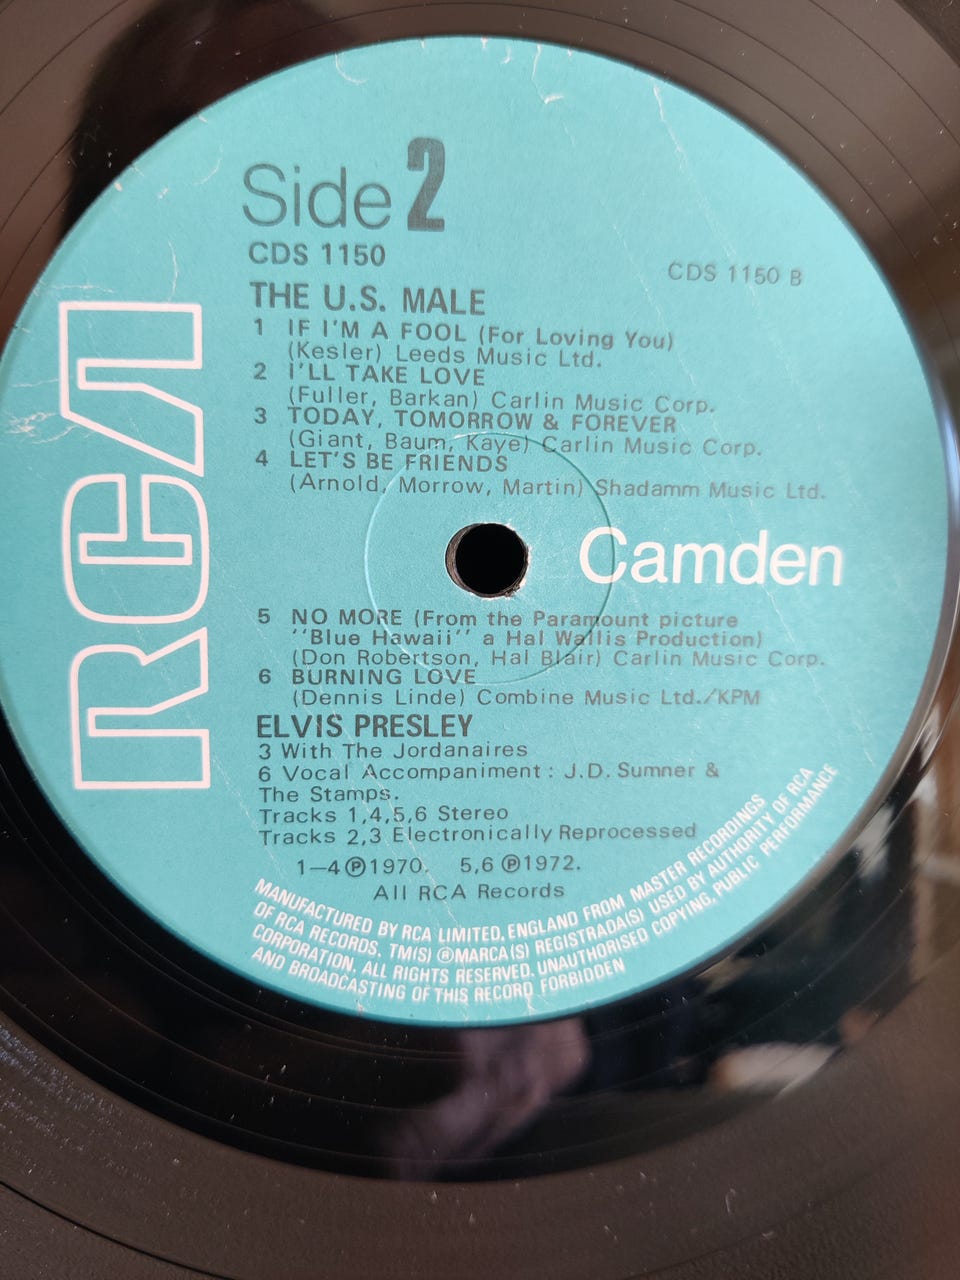 Side 2
CDS 1150
CDS 1150 B
THE U.S. MALE
1 IF I'M A FOOL (For Loving You)
(Kesler) Leeds Music Ltd.
2 I'LL TAKE LOVE
(Fuller, Barkan) Carlin Music Corp.
3 TODAY, TOMORROW & FOREVER
(Giant, Baum, Kaye) Carlin Music Corp.
4 LET'S BE FRIENDS
(Arnold, Morrow, Martin) Shadamm Music Ltd.
RCA
Camden
5 NO MORE (From the Paramount picture
"Blue Hawaii" a Hal Wallis Production)
(Don Robertson, Hal Blair) Carlin Music Corp.
6 BURNING LOVE
(Dennis Linde) Combine Music Ltd./KPM
ELVIS PRESLEY
3 With The Jordanaires
6 Vocal Accompaniment: J.D. Sumner &
The Stamps.
Tracks 1,4,5,6 Stereo
Tracks 2,3 Electronically Reprocessed
1-4 ℗ 1970. 5,6 ℗ 1972.
All RCA Records
MANUFACTURED BY RCA LIMITED, ENGLAND FROM MASTER RECORDINGS
OF RCA RECORDS. TM(S) ® MARCA(S) REGISTRADA(S) USED BY AUTHORITY OF RCA
CORPORATION. ALL RIGHTS RESERVED. UNAUTHORISED COPYING, PUBLIC PERFORMANCE
AND BROADCASTING OF THIS RECORD FORBIDDEN